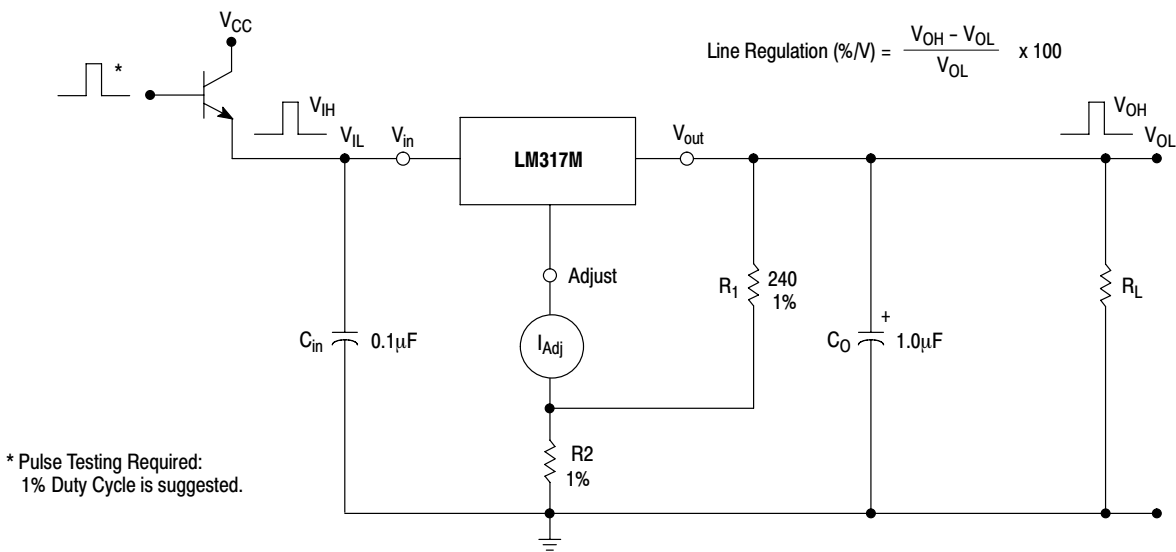 V_CC
Line Regulation (%/V) = V_OH – V_OL / V_OL x 100
*
V_IH
V_IL
V_in
LM317M
V_out
V_OH
V_OL
Adjust
R_1
240
1%
R_L
C_in
0.1μF
I_Adj
+
C_O
1.0μF
R2
1%
* Pulse Testing Required:
1% Duty Cycle is suggested.